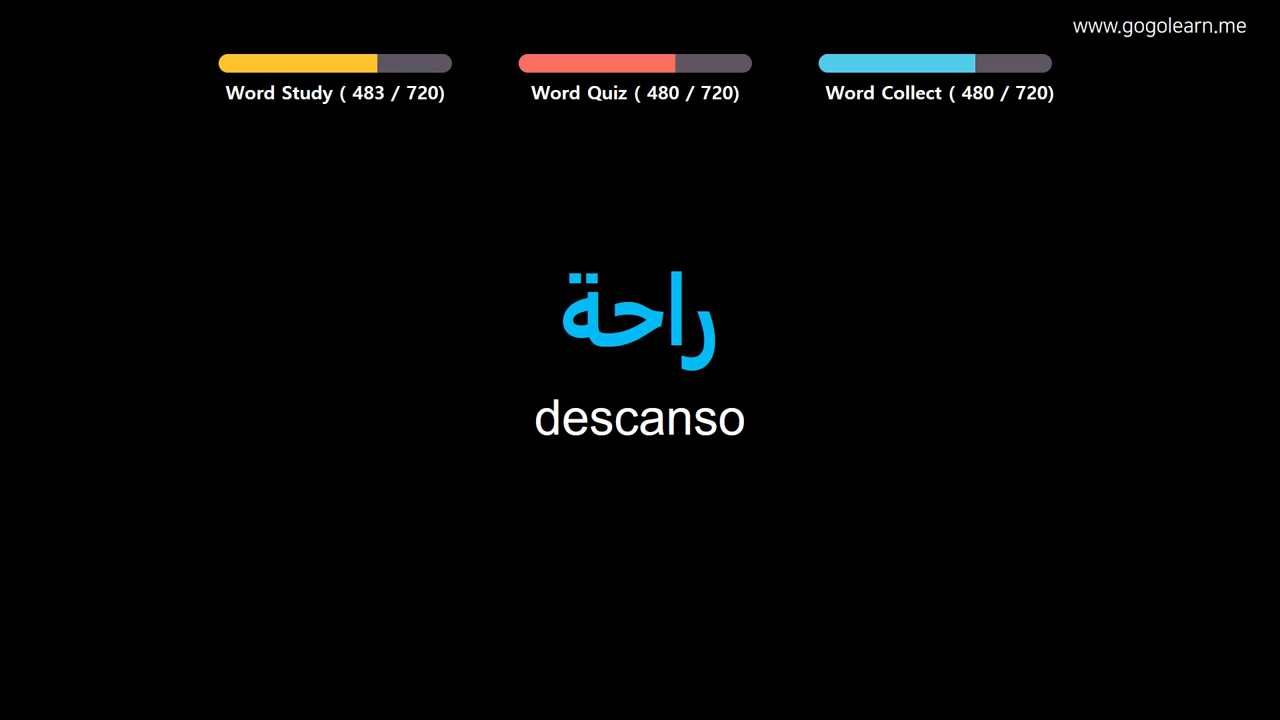 www.gogolearn.me
Word Study ( 483 / 720)
Word Quiz ( 480 / 720)
Word Collect ( 480 / 720)
راحة
descanso